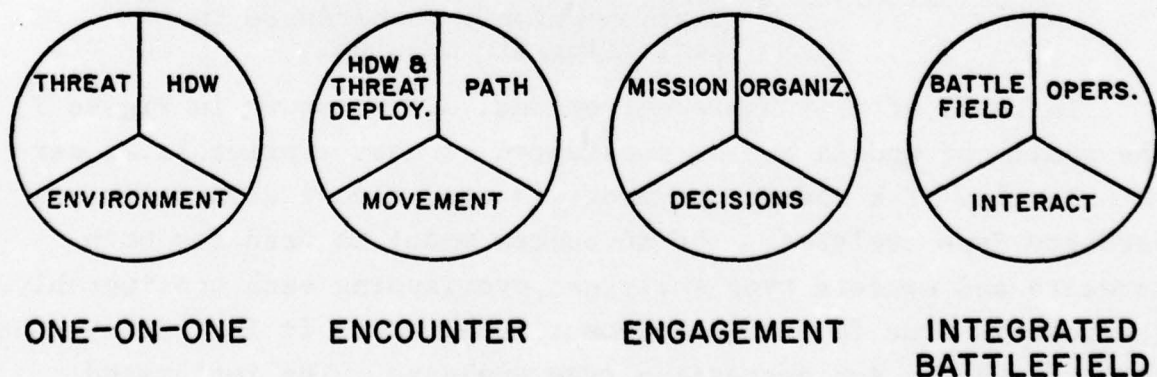 THREAT HDW
ENVIRONMENT
ONE-ON-ONE
HDW &
THREAT
DEPLOY.
PATH
MOVEMENT
ENCOUNTER
MISSION ORGANIZ.
DECISIONS
ENGAGEMENT
BATTLE
FIELD
OPERS.
INTERACT
INTEGRATED
BATTLEFIELD